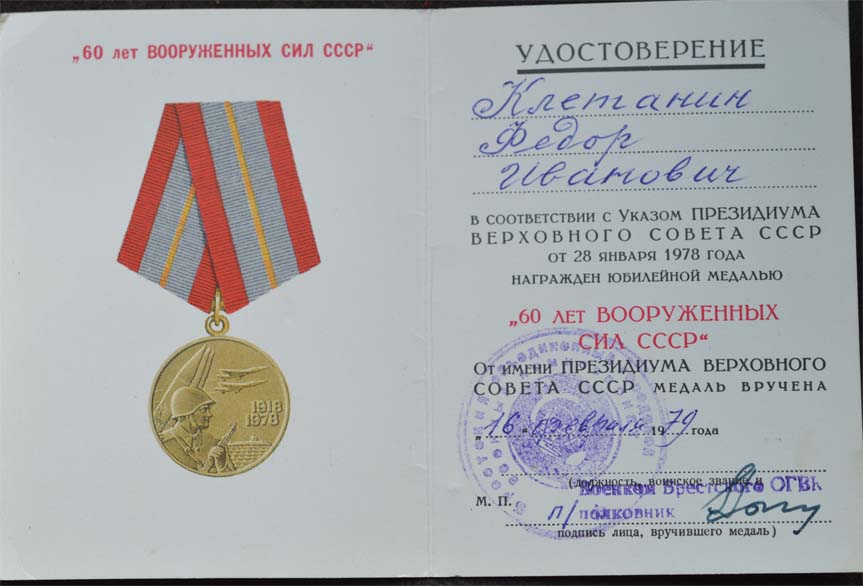 „60 лет ВООРУЖЕННЫХ СИЛ СССР“
1918
1978
УДОСТОВЕРЕНИЕ
Клетанин
Федор
Иванович
В СООТВЕТСТВИИ С УКАЗОМ ПРЕЗИДИУМА
ВЕРХОВНОГО СОВЕТА СССР
ОТ 28 ЯНВАРЯ 1978 ГОДА
НАГРАЖДЕН ЮБИЛЕЙНОЙ МЕДАЛЬЮ
„60 ЛЕТ ВООРУЖЕННЫХ
СИЛ СССР“
ОТ ИМЕНИ ПРЕЗИДИУМА ВЕРХОВНОГО
СОВЕТА СССР МЕДАЛЬ ВРУЧЕНА
„16“ февраля 1979 года
(должность, воинское звание и
Военком Брестского ОГВК
М. П.
п/полковник
подпись лица, вручившего медаль)